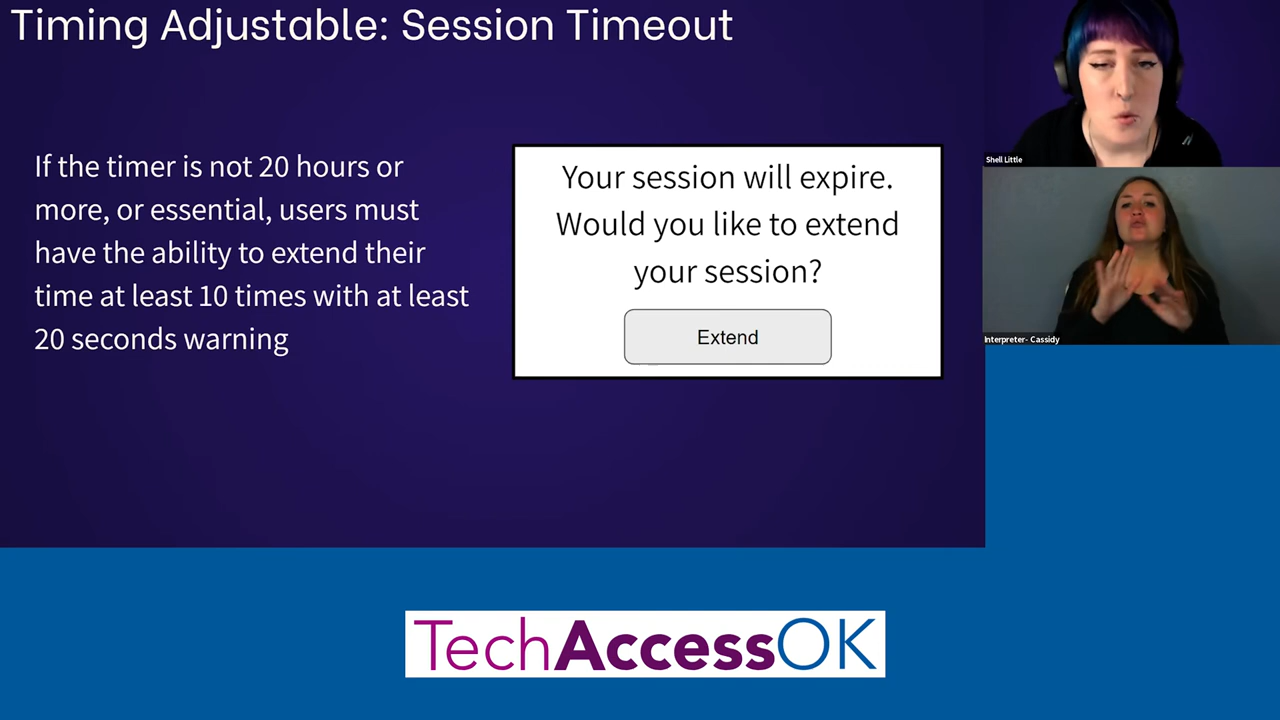 Timing Adjustable: Session Timeout
If the timer is not 20 hours or
more, or essential, users must
have the ability to extend their
time at least 10 times with at least
20 seconds warning
Your session will expire.
Would you like to extend
your session?
Extend
Shell Little
Interpreter- Cassidy
TechAccessOK